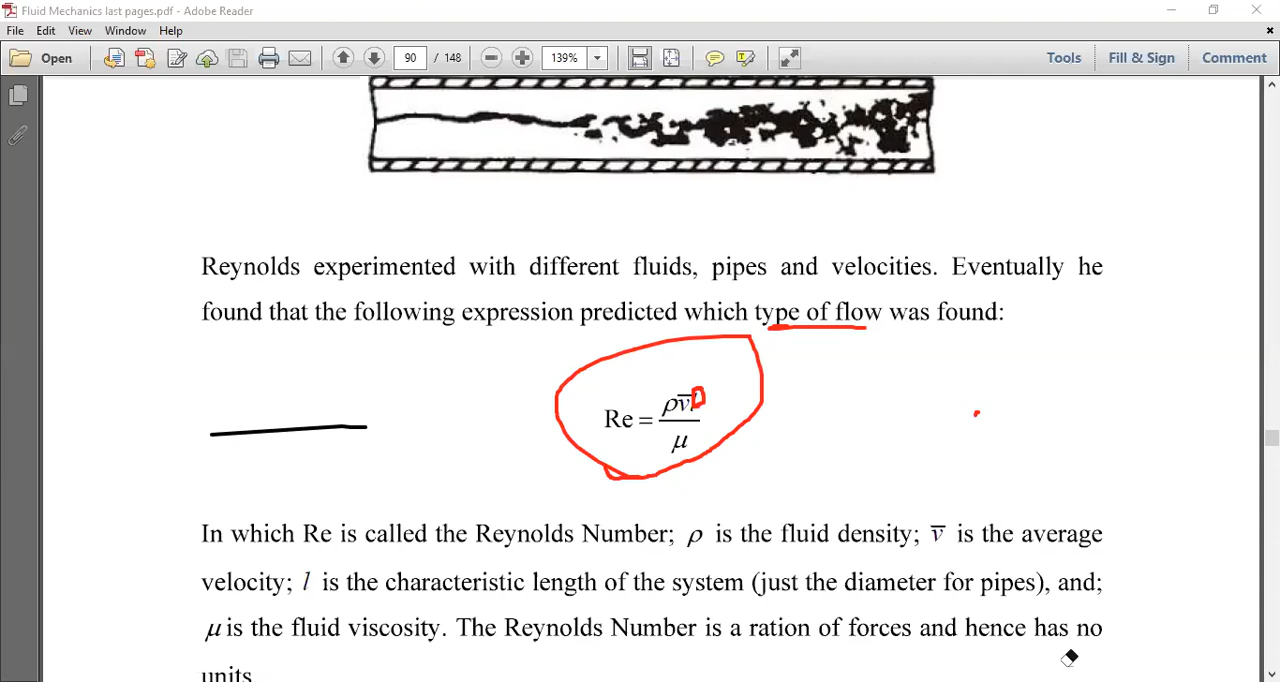 Fluid Mechanics last pages.pdf - Adobe Reader
File Edit View Window Help
Open 90 / 148 139% Tools Fill & Sign Comment
Reynolds experimented with different fluids, pipes and velocities. Eventually he
found that the following expression predicted which type of flow was found:
Re = ρv̅l / μ
In which Re is called the Reynolds Number; ρ is the fluid density; v̅ is the average
velocity; l is the characteristic length of the system (just the diameter for pipes), and;
μ is the fluid viscosity. The Reynolds Number is a ration of forces and hence has no
units.